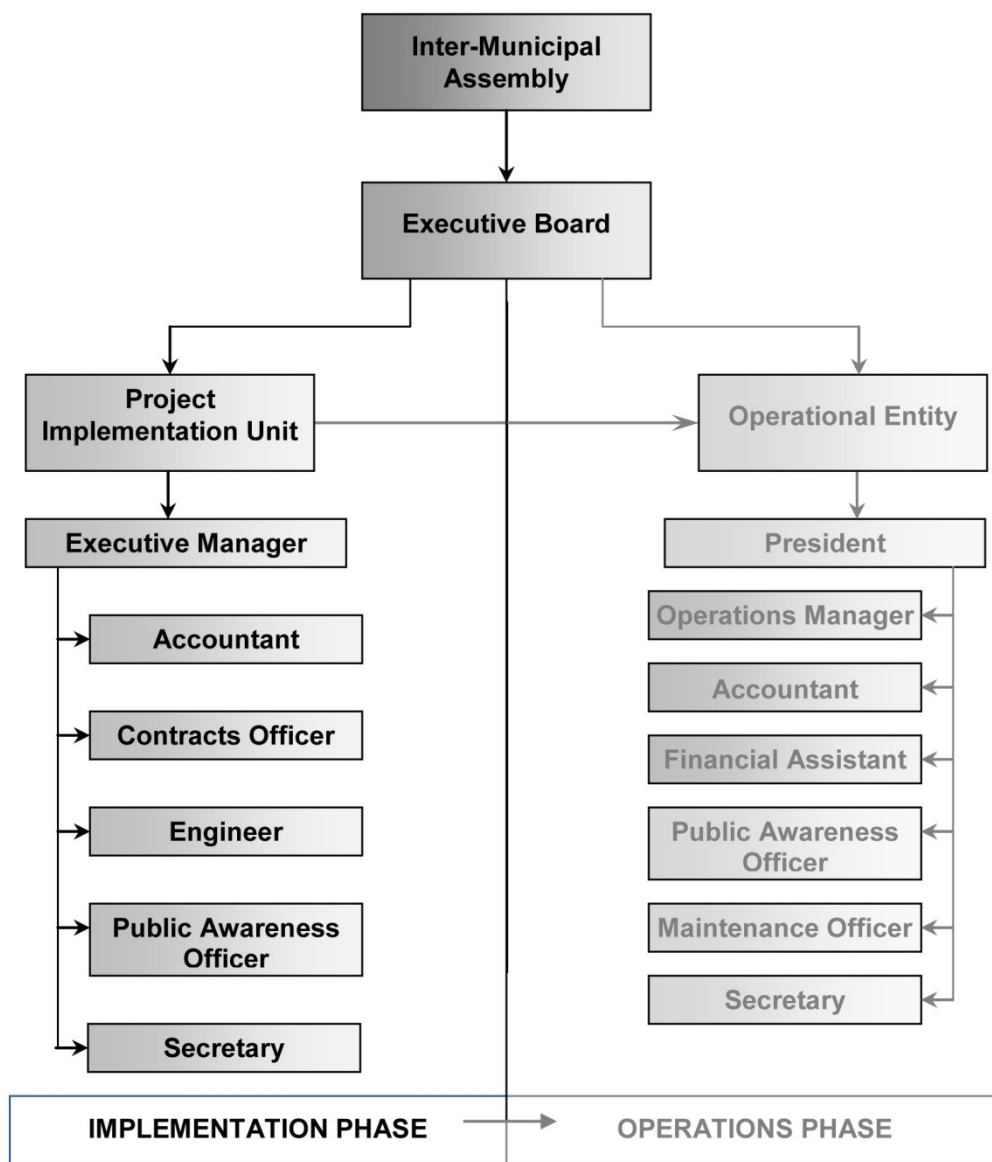 Inter-Municipal
Assembly
Executive Board
Project
Implementation Unit
Operational Entity
Executive Manager
President
Accountant
Contracts Officer
Engineer
Public Awareness
Officer
Secretary
Operations Manager
Accountant
Financial Assistant
Public Awareness
Officer
Maintenance Officer
Secretary
IMPLEMENTATION PHASE
OPERATIONS PHASE